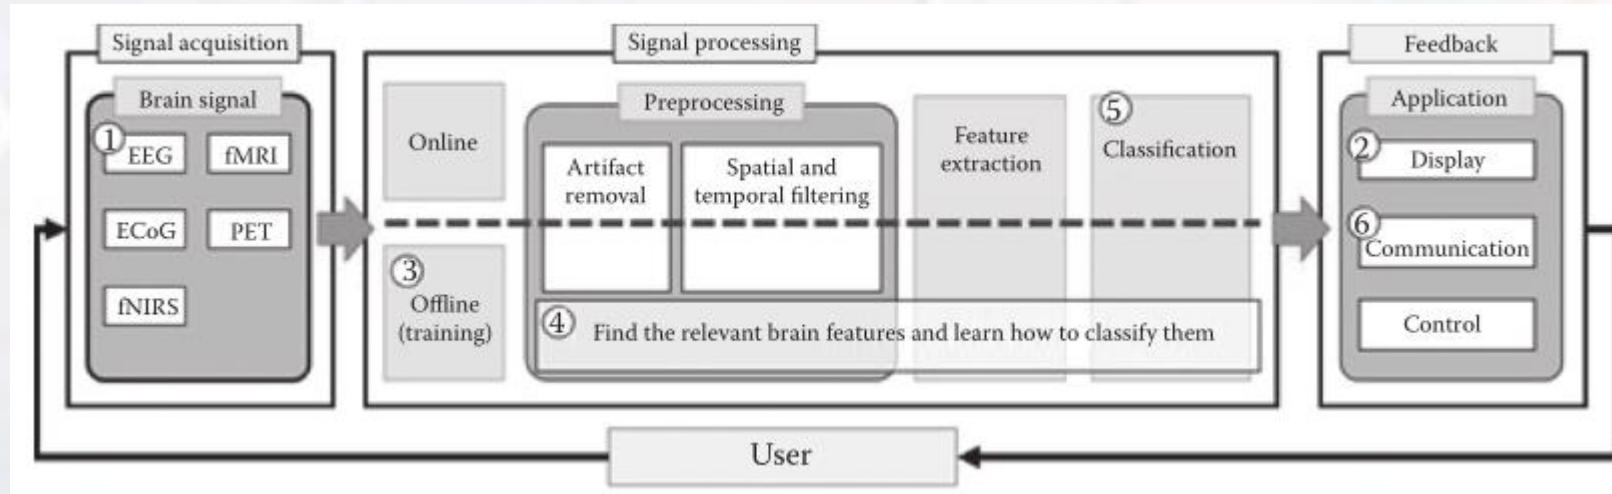 Signal acquisition
Brain signal
① EEG
fMRI
ECoG
PET
fNIRS
Signal processing
Online
③
Offline
(training)
Preprocessing
Artifact
removal
Spatial and
temporal filtering
④ Find the relevant brain features and learn how to classify them
Feature
extraction
⑤
Classification
Feedback
Application
② Display
⑥ Communication
Control
User